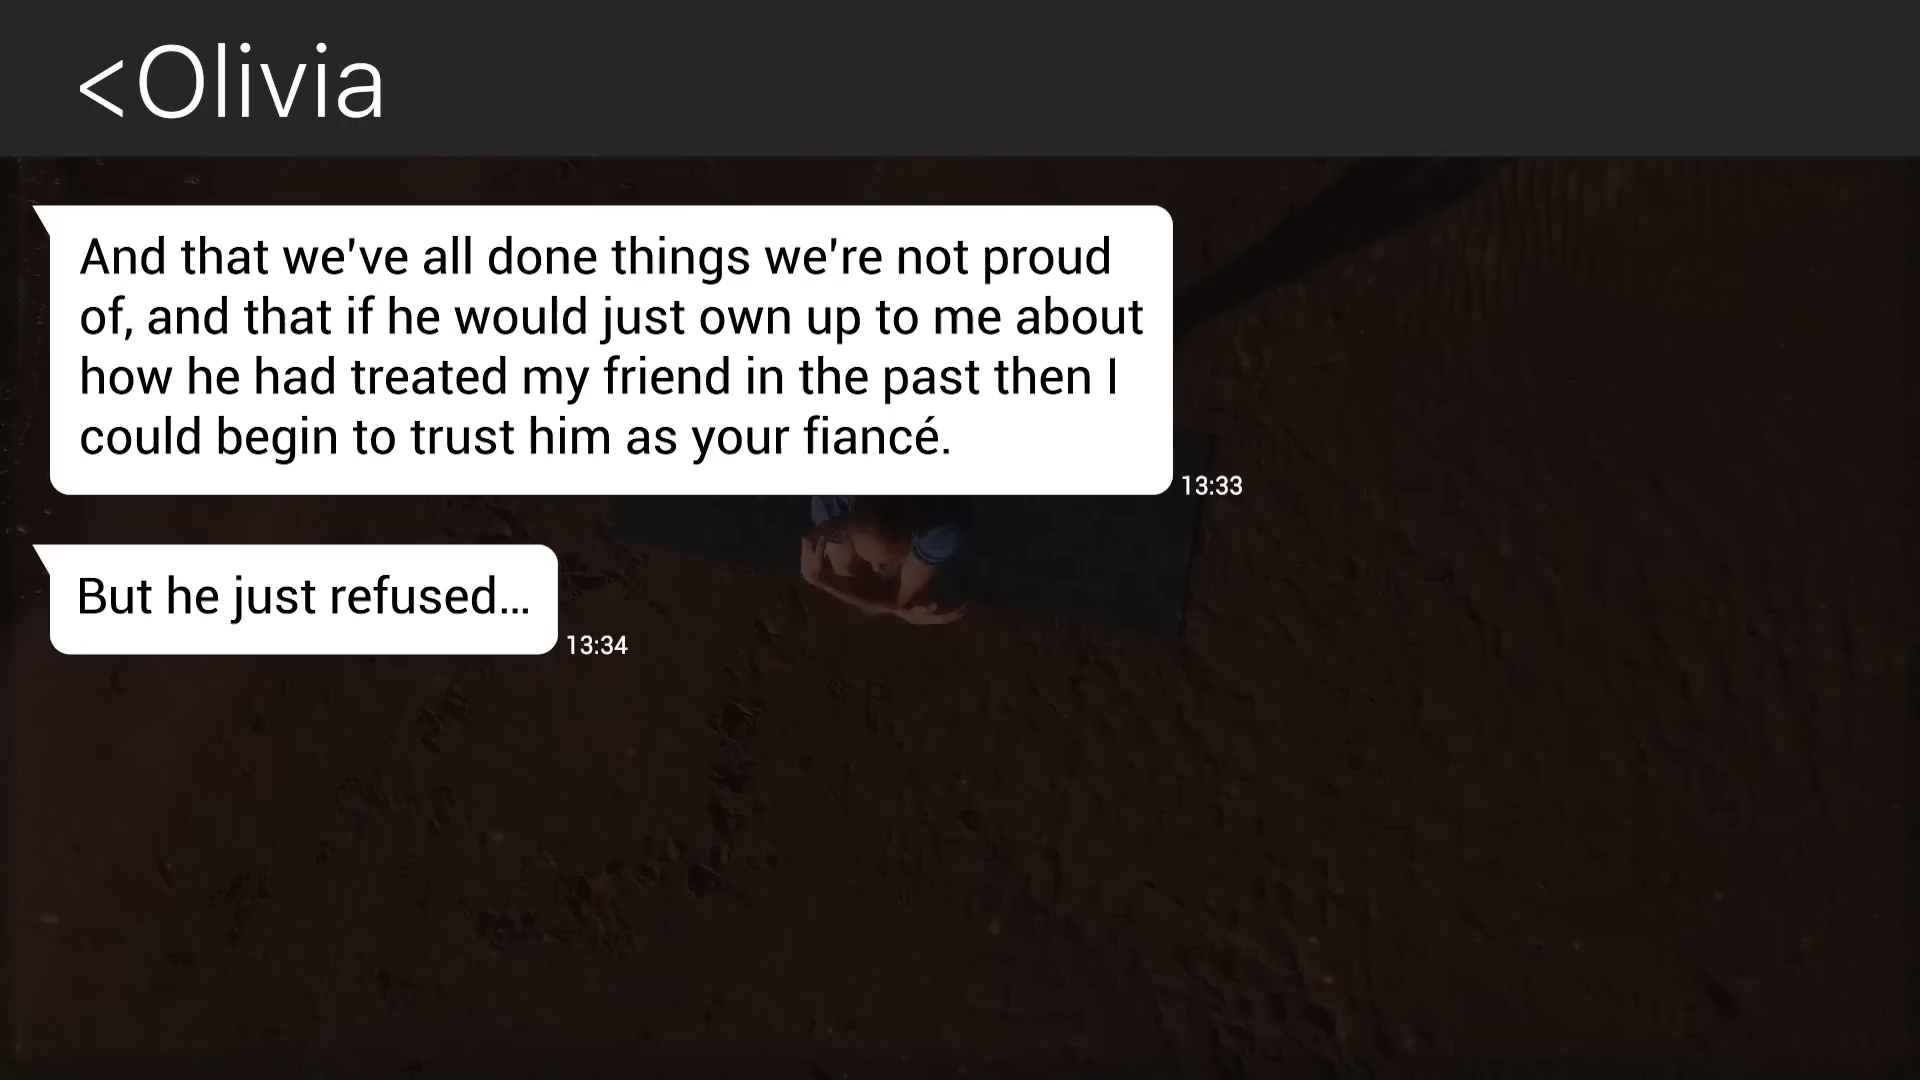 <Olivia
And that we've all done things we're not proud
of, and that if he would just own up to me about
how he had treated my friend in the past then I
could begin to trust him as your fiancé.
13:33
But he just refused...
13:34